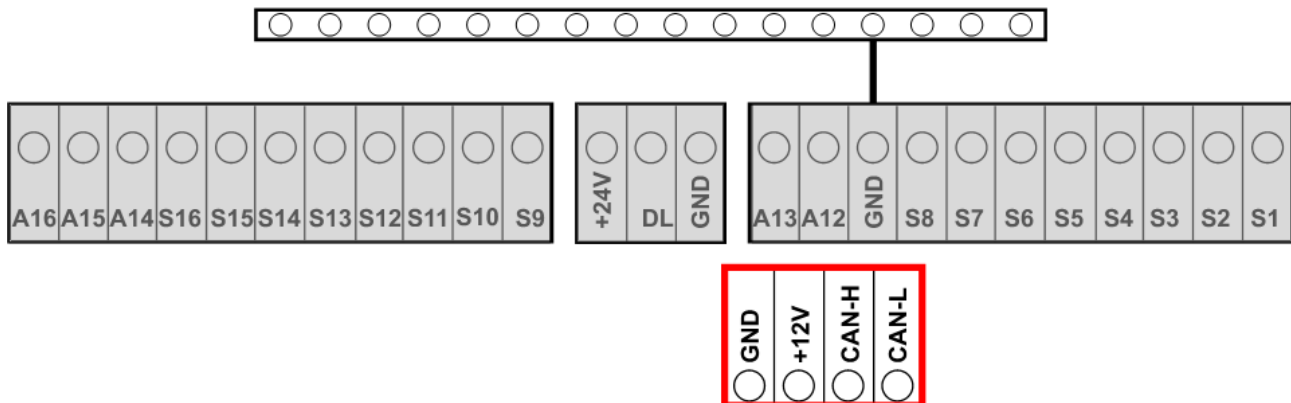 A16 A15 A14 S16 S15 S14 S13 S12 S11 S10 S9
+24V DL GND
A13 A12 GND S8 S7 S6 S5 S4 S3 S2 S1
GND +12V CAN-H CAN-L